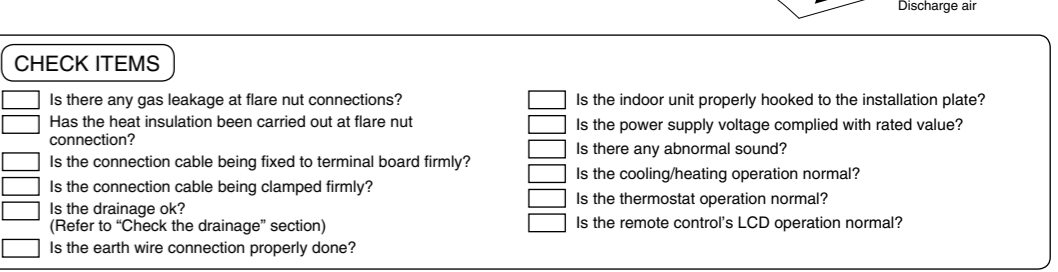 Discharge air
CHECK ITEMS
Is there any gas leakage at flare nut connections?
Has the heat insulation been carried out at flare nut
connection?
Is the connection cable being fixed to terminal board firmly?
Is the connection cable being clamped firmly?
Is the drainage ok?
(Refer to “Check the drainage” section)
Is the earth wire connection properly done?
Is the indoor unit properly hooked to the installation plate?
Is the power supply voltage complied with rated value?
Is there any abnormal sound?
Is the cooling/heating operation normal?
Is the thermostat operation normal?
Is the remote control’s LCD operation normal?